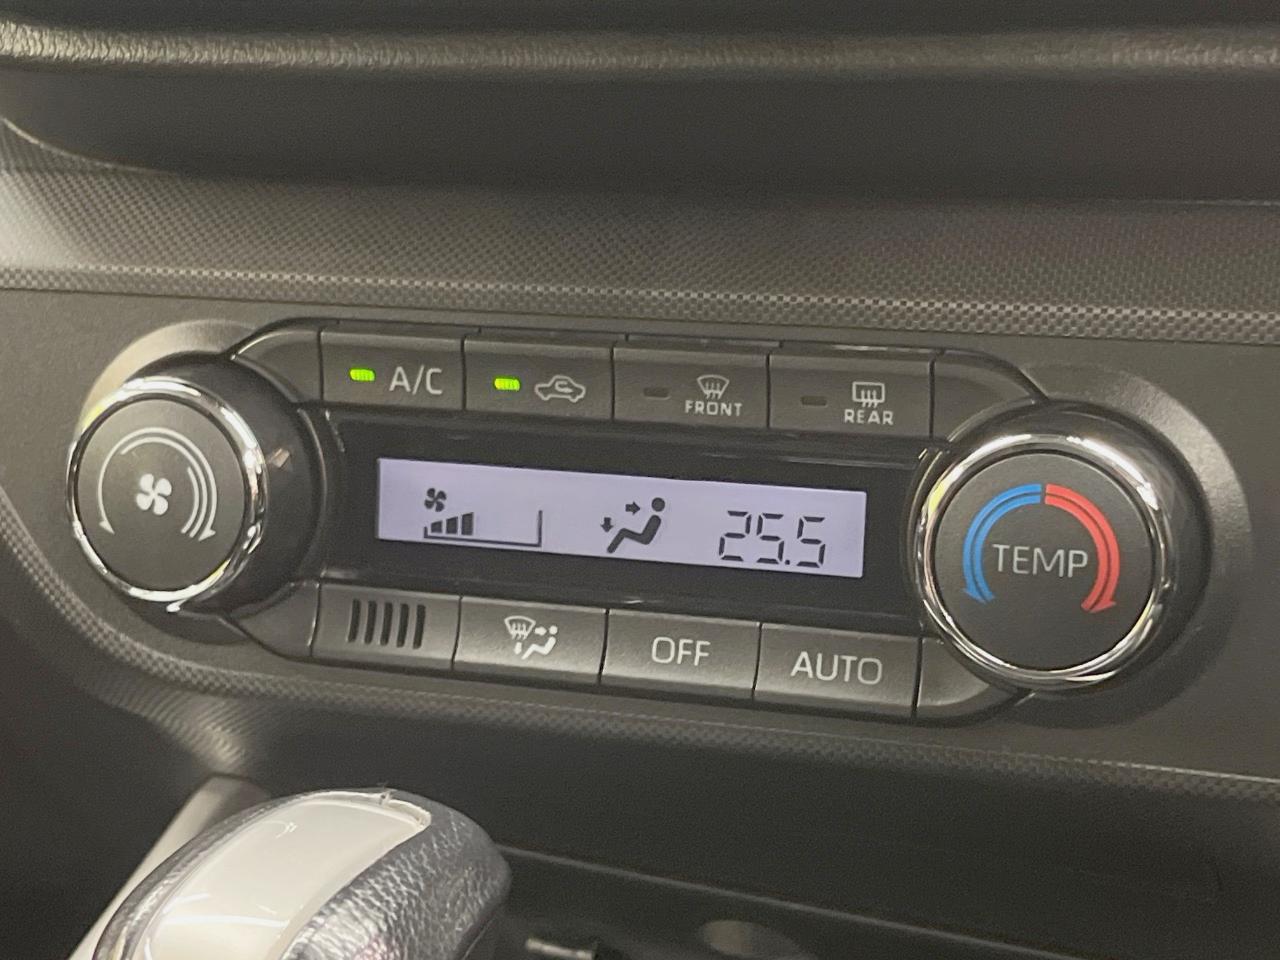 A/C
FRONT
REAR
25.5
TEMP
OFF
AUTO